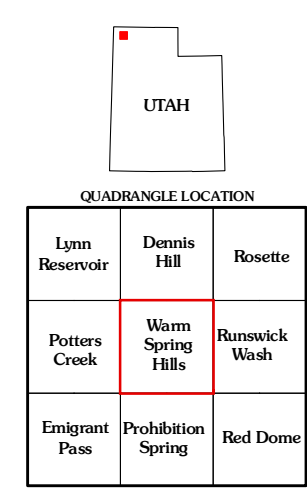 UTAH
QUADRANGLE LOCATION
Lynn
Reservoir
Dennis
Hill
Rosette
Potters
Creek
Warm
Spring
Hills
Runswick
Wash
Emigrant
Pass
Prohibition
Spring
Red Dome